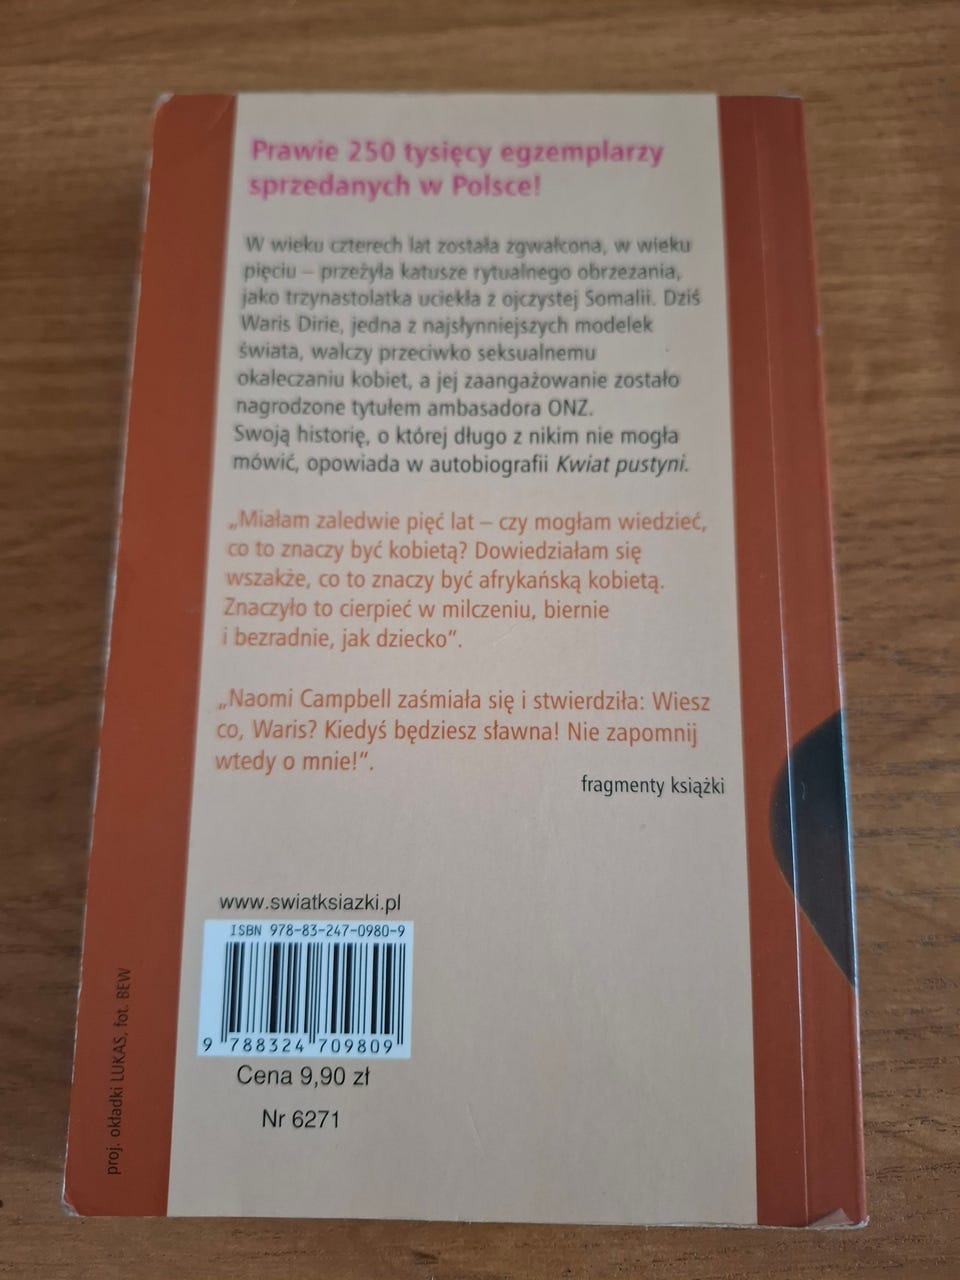 Prawie 250 tysięcy egzemplarzy
sprzedanych w Polsce!
W wieku czterech lat została zgwałcona, w wieku
pięciu – przeżyła katusze rytualnego obrzezania,
jako trzynastolatka uciekła z ojczystej Somalii. Dziś
Waris Dirie, jedna z najsłynniejszych modelek
świata, walczy przeciwko seksualnemu
okaleczaniu kobiet, a jej zaangażowanie zostało
nagrodzone tytułem ambasadora ONZ.
Swoją historię, o której długo z nikim nie mogła
mówić, opowiada w autobiografii Kwiat pustyni.
„Miałam zaledwie pięć lat – czy mogłam wiedzieć,
co to znaczy być kobietą? Dowiedziałam się
wszakże, co to znaczy być afrykańską kobietą.
Znaczyło to cierpieć w milczeniu, biernie
i bezradnie, jak dziecko”.
„Naomi Campbell zaśmiała się i stwierdziła: Wiesz
co, Waris? Kiedyś będziesz sławna! Nie zapomnij
wtedy o mnie!”.
fragmenty książki
www.swiatksiazki.pl
ISBN 978-83-247-0980-9
9 788324 709809
Cena 9,90 zł
Nr 6271
proj. okładki LUKAS, fot. BEW